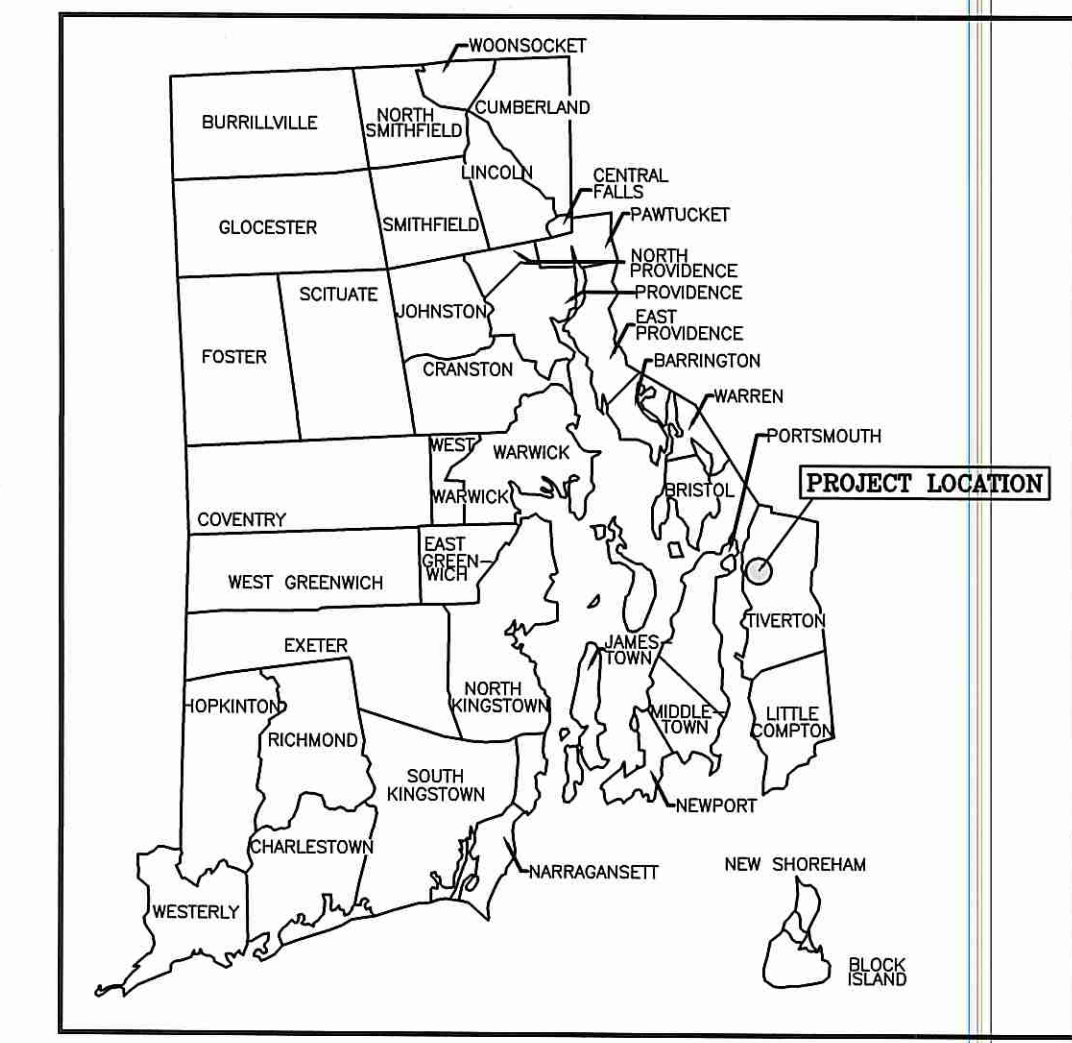 WOONSOCKET
BURRILLVILLE
NORTH
SMITHFIELD
CUMBERLAND
LINCOLN
CENTRAL
FALLS
GLOCESTER
SMITHFIELD
PAWTUCKET
NORTH
PROVIDENCE
SCITUATE
PROVIDENCE
JOHNSTON
EAST
PROVIDENCE
FOSTER
CRANSTON
BARRINGTON
WARREN
PORTSMOUTH
WEST
WARWICK
WARWICK
BRISTOL
PROJECT LOCATION
COVENTRY
EAST
GREEN-
WICH
WEST GREENWICH
TIVERTON
EXETER
JAMES-
TOWN
HOPKINTON
NORTH
KINGSTOWN
MIDDLE-
TOWN
LITTLE
COMPTON
RICHMOND
SOUTH
KINGSTOWN
NEWPORT
CHARLESTOWN
NARRAGANSETT
NEW SHOREHAM
WESTERLY
BLOCK
ISLAND